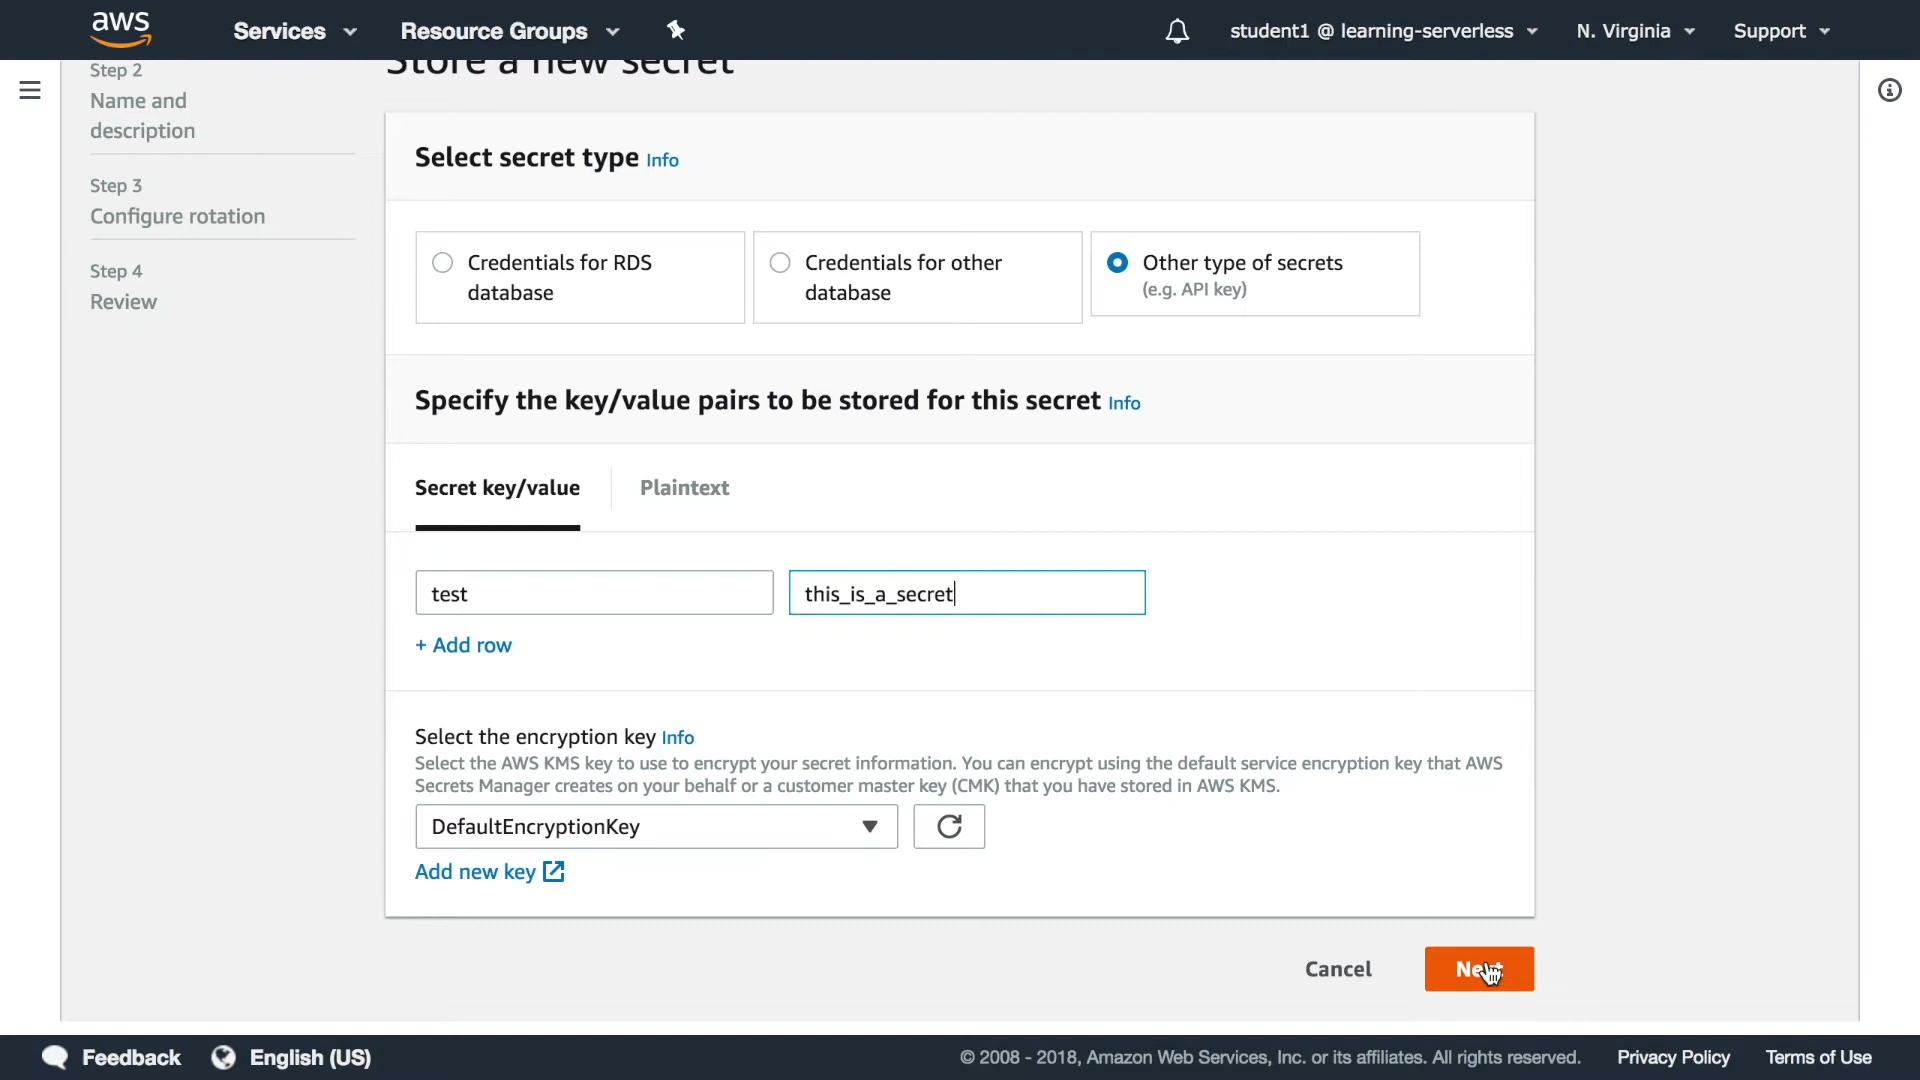 aws
Services
Resource Groups
student1 @ learning-serverless
N. Virginia
Support
Step 2
Name and
description
Step 3
Configure rotation
Step 4
Review
Store a new secret
Select secret type Info
Credentials for RDS
database
Credentials for other
database
Other type of secrets
(e.g. API key)
Specify the key/value pairs to be stored for this secret Info
Secret key/value
Plaintext
test
this_is_a_secret
+ Add row
Select the encryption key Info
Select the AWS KMS key to use to encrypt your secret information. You can encrypt using the default service encryption key that AWS
Secrets Manager creates on your behalf or a customer master key (CMK) that you have stored in AWS KMS.
DefaultEncryptionKey
Add new key
Cancel
Next
Feedback
English (US)
© 2008 - 2018, Amazon Web Services, Inc. or its affiliates. All rights reserved.
Privacy Policy
Terms of Use